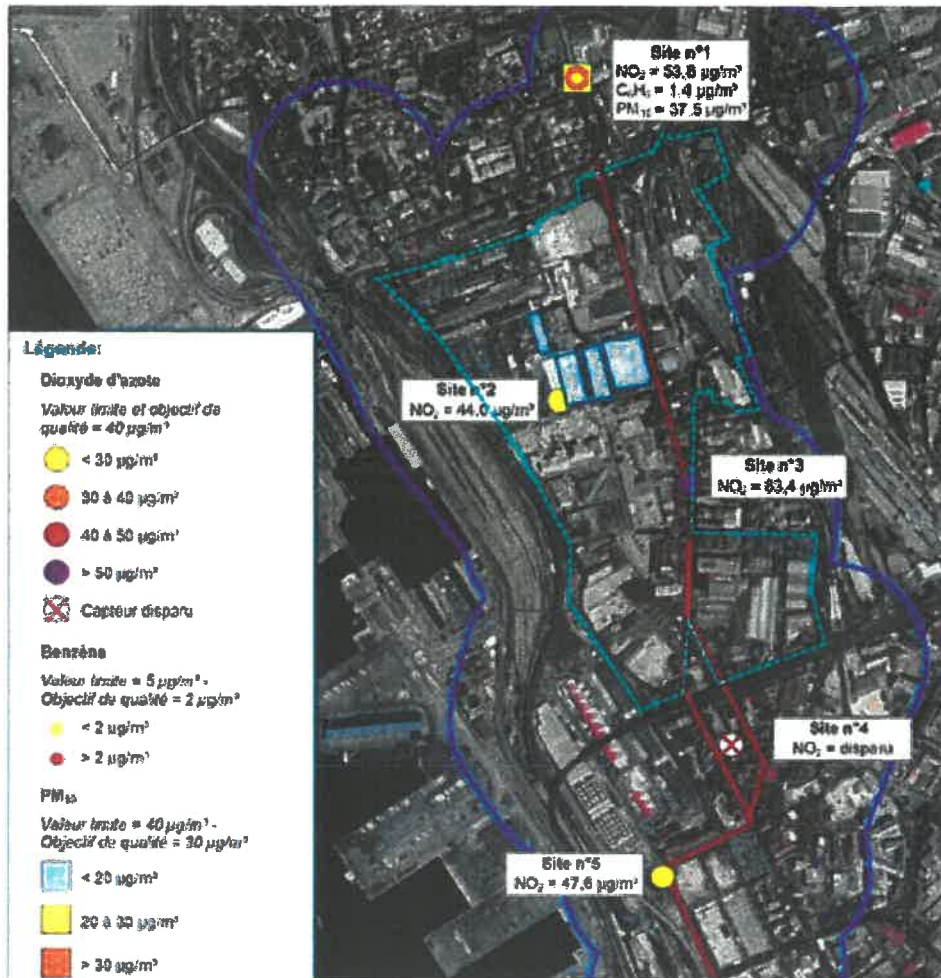 Site n°1
NO₂ = 53,8 µg/m³
C₆H₆ = 1,4 µg/m³
PM₁₀ = 37,5 µg/m³
Site n°2
NO₂ = 44,0 µg/m³
Site n°3
NO₂ = 63,4 µg/m³
Site n°4
NO₂ = disparu
Site n°5
NO₂ = 47,6 µg/m³
Légende:
Dioxyde d'azote
Valeur limite et objectif de
qualité = 40 µg/m³
< 30 µg/m³
30 à 40 µg/m³
40 à 50 µg/m³
> 50 µg/m³
Capteur disparu
Benzène
Valeur limite = 5 µg/m³ -
Objectif de qualité = 2 µg/m³
< 2 µg/m³
> 2 µg/m³
PM₁₀
Valeur limite = 40 µg/m³ -
Objectif de qualité = 30 µg/m³
< 20 µg/m³
20 à 30 µg/m³
> 30 µg/m³